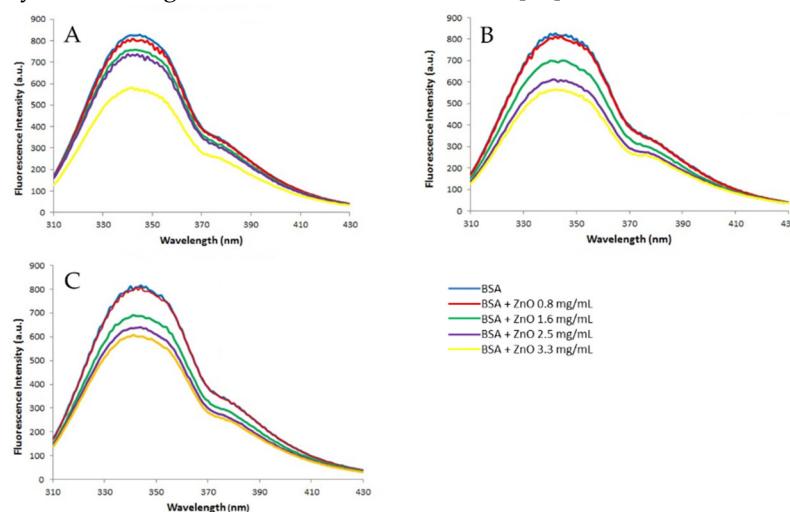 A
900
800
700
600
500
400
300
200
100
0
Fluorescence Intensity (a.u.)
310 330 350 370 390 410 430
Wavelength (nm)
B
900
800
700
600
500
400
300
200
100
0
Fluorescence Intensity (a.u.)
310 330 350 370 390 410 430
Wavelength (nm)
C
900
800
700
600
500
400
300
200
100
0
Fluorescence Intensity (a.u.)
310 330 350 370 390 410 430
Wavelength (nm)
BSA
BSA + ZnO 0.8 mg/mL
BSA + ZnO 1.6 mg/mL
BSA + ZnO 2.5 mg/mL
BSA + ZnO 3.3 mg/mL